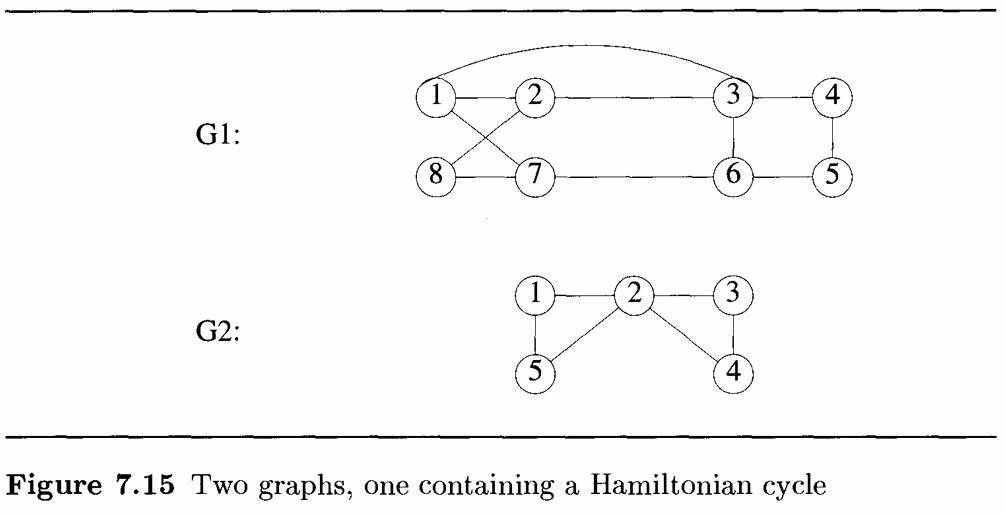 1 2 3 4
G1:
8 7 6 5
1 2 3
G2:
5 4
Figure 7.15 Two graphs, one containing a Hamiltonian cycle